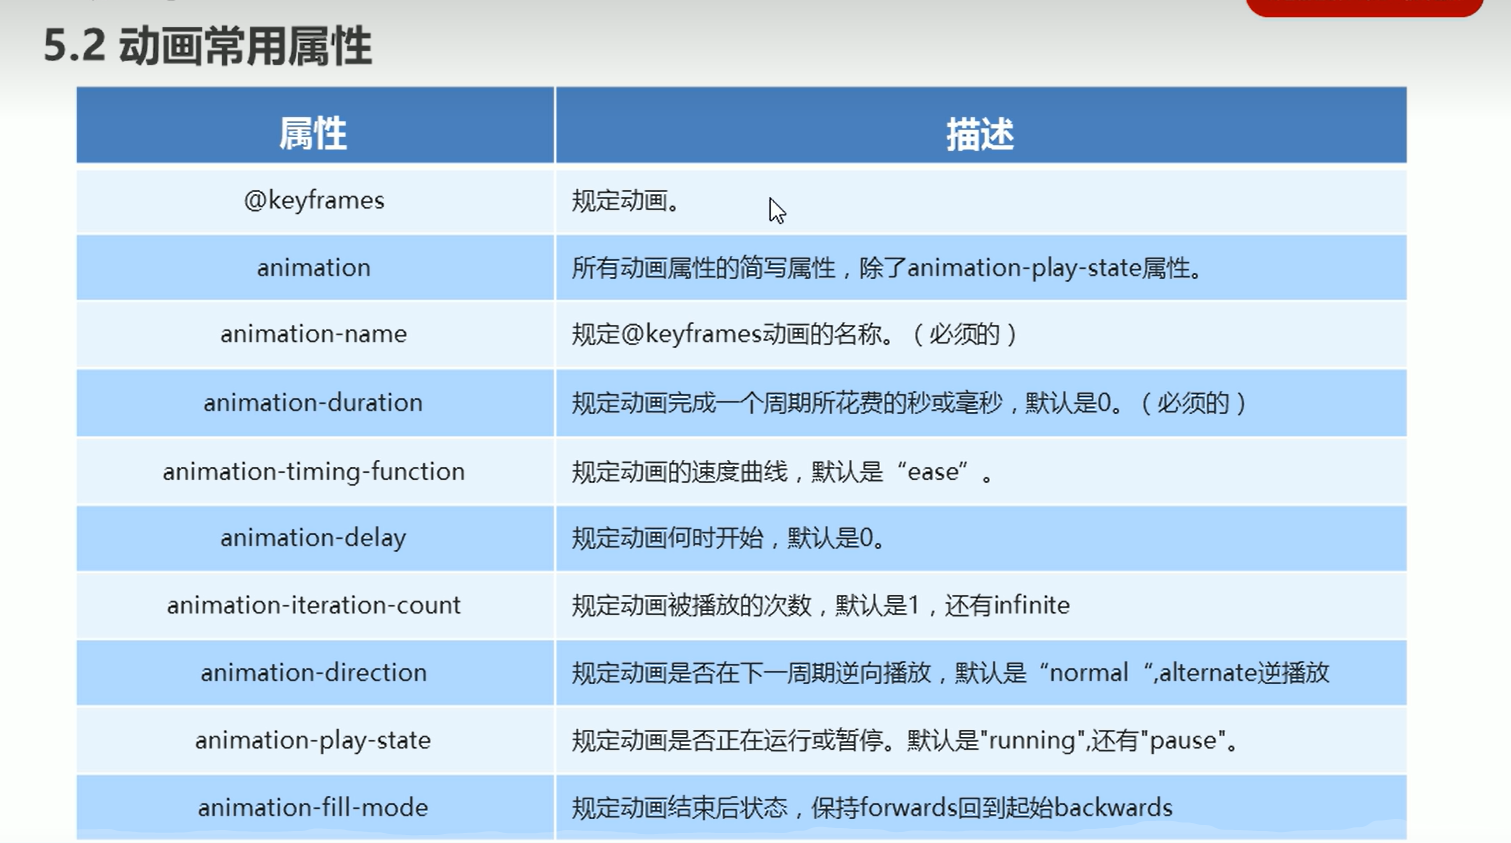 5.2 动画常用属性
属性 描述
@keyframes 规定动画。
animation 所有动画属性的简写属性，除了animation-play-state属性。
animation-name 规定@keyframes动画的名称。（必须的）
animation-duration 规定动画完成一个周期所花费的秒或毫秒，默认是0。（必须的）
animation-timing-function 规定动画的速度曲线，默认是“ease”。
animation-delay 规定动画何时开始，默认是0。
animation-iteration-count 规定动画被播放的次数，默认是1，还有infinite
animation-direction 规定动画是否在下一周期逆向播放，默认是“normal “,alternate逆播放
animation-play-state 规定动画是否正在运行或暂停。默认是"running",还有"pause"。
animation-fill-mode 规定动画结束后状态，保持forwards回到起始backwards